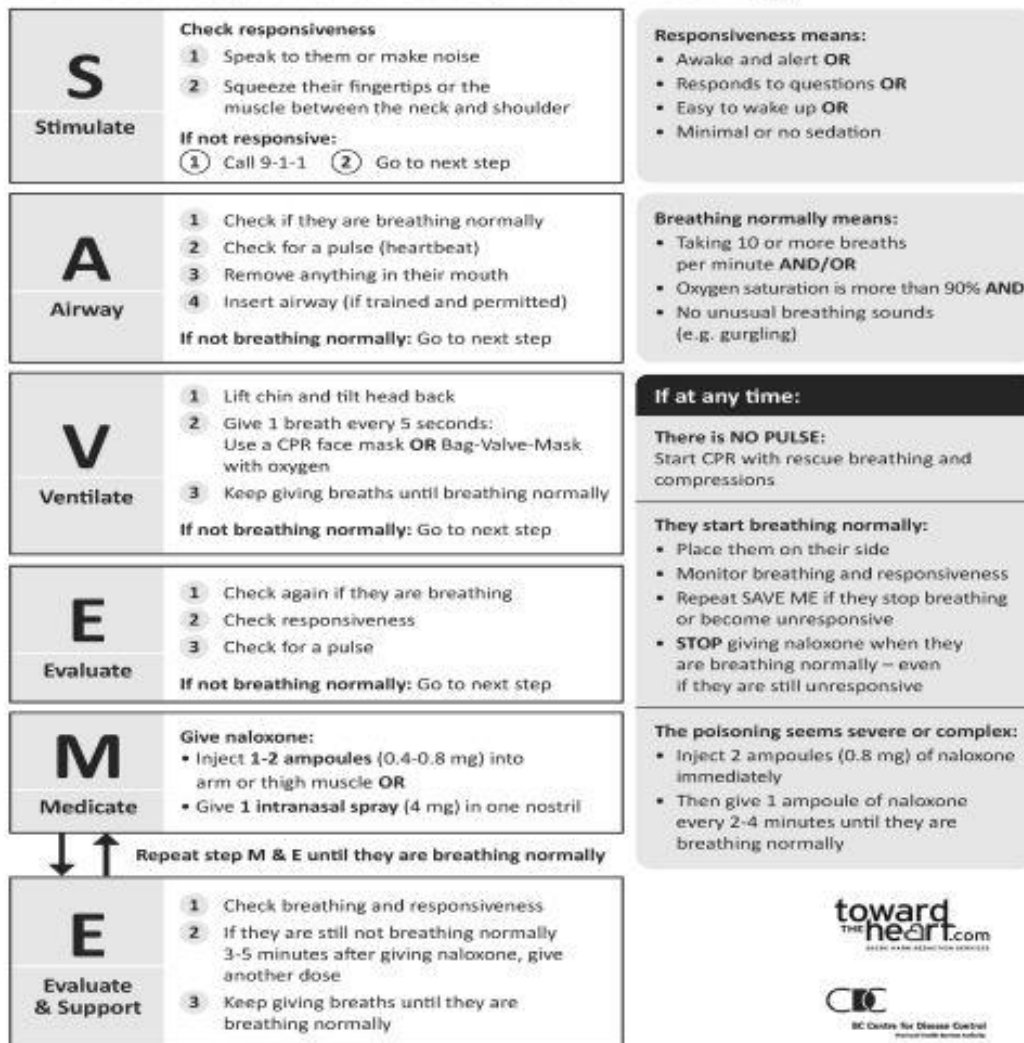 S
Stimulate
Check responsiveness
1 Speak to them or make noise
2 Squeeze their fingertips or the
muscle between the neck and shoulder
If not responsive:
1 Call 9-1-1 2 Go to next step
Responsiveness means:
• Awake and alert OR
• Responds to questions OR
• Easy to wake up OR
• Minimal or no sedation
A
Airway
1 Check if they are breathing normally
2 Check for a pulse (heartbeat)
3 Remove anything in their mouth
4 Insert airway (if trained and permitted)
If not breathing normally: Go to next step
Breathing normally means:
• Taking 10 or more breaths
per minute AND/OR
• Oxygen saturation is more than 90% AND
• No unusual breathing sounds
(e.g. gurgling)
V
Ventilate
1 Lift chin and tilt head back
2 Give 1 breath every 5 seconds:
Use a CPR face mask OR Bag-Valve-Mask
with oxygen
3 Keep giving breaths until breathing normally
If not breathing normally: Go to next step
E
Evaluate
1 Check again if they are breathing
2 Check responsiveness
3 Check for a pulse
If not breathing normally: Go to next step
M
Medicate
Give naloxone:
• Inject 1-2 ampoules (0.4-0.8 mg) into
arm or thigh muscle OR
• Give 1 intranasal spray (4 mg) in one nostril
Repeat step M & E until they are breathing normally
E
Evaluate
& Support
1 Check breathing and responsiveness
2 If they are still not breathing normally
3-5 minutes after giving naloxone, give
another dose
3 Keep giving breaths until they are
breathing normally
If at any time:
There is NO PULSE:
Start CPR with rescue breathing and
compressions
They start breathing normally:
• Place them on their side
• Monitor breathing and responsiveness
• Repeat SAVE ME if they stop breathing
or become unresponsive
• STOP giving naloxone when they
are breathing normally – even
if they are still unresponsive
The poisoning seems severe or complex:
• Inject 2 ampoules (0.8 mg) of naloxone
immediately
• Then give 1 ampoule of naloxone
every 2-4 minutes until they are
breathing normally
toward
THE heart.com
BC Centre for Disease Control